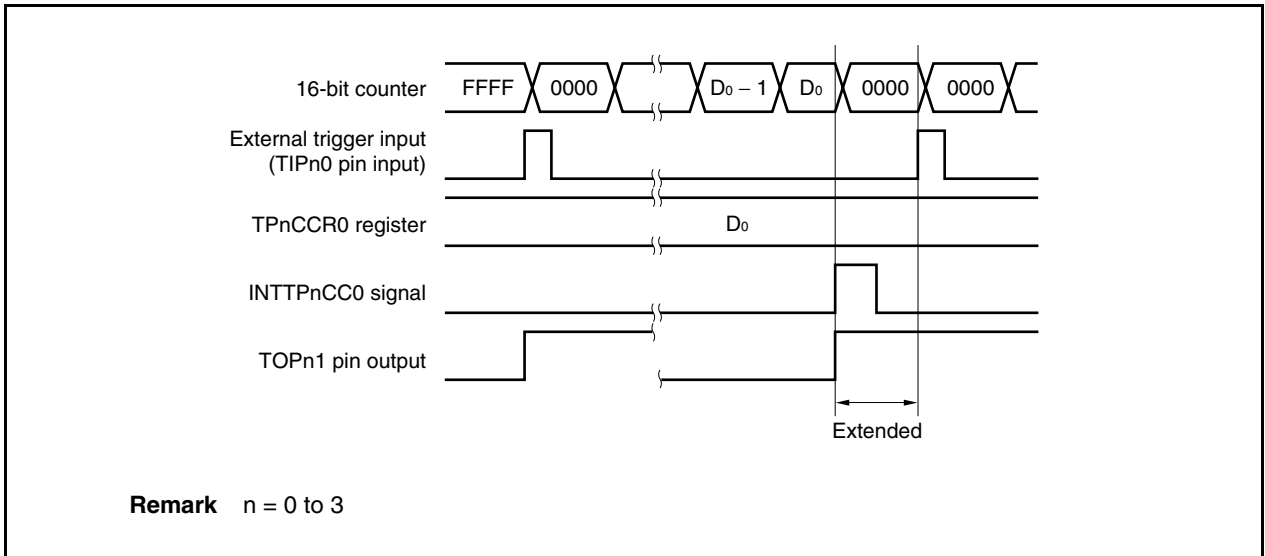 16-bit counter FFFF 0000 D0 − 1 D0 0000 0000
External trigger input
(TIPn0 pin input)
TPnCCR0 register D0
INTTPnCC0 signal
TOPn1 pin output
Extended
Remark n = 0 to 3